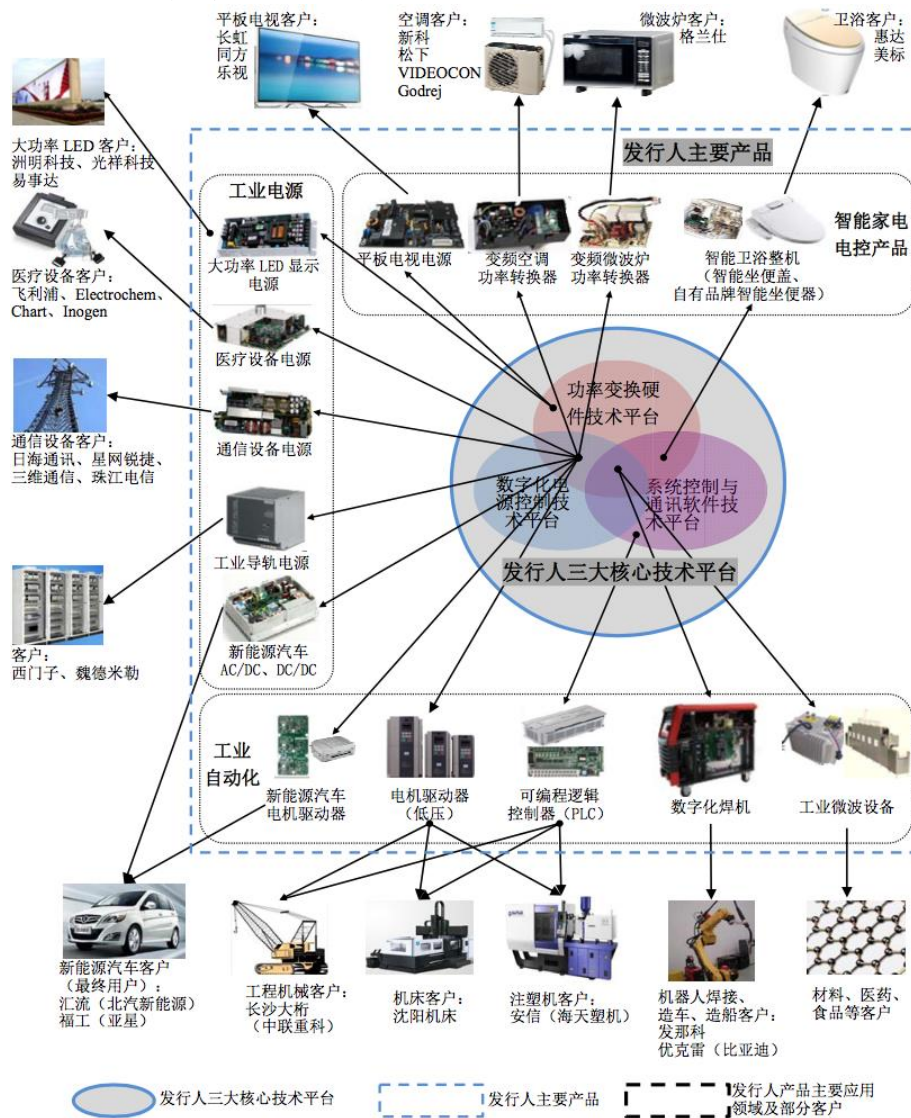 平板电视客户：
长虹
同方
乐视
空调客户：
新科
松下
VIDEOCON
Godrej
微波炉客户：
格兰仕
卫浴客户：
惠达
美标
大功率 LED 客户：
洲明科技、光祥科技
易事达
医疗设备客户：
飞利浦、Electrochem、
Chart、Inogen
通信设备客户：
日海通讯、星网锐捷、
三维通信、珠江电信
客户：
西门子、魏德米勒
发行人主要产品
工业电源
大功率 LED 显示
电源
医疗设备电源
通信设备电源
工业导轨电源
新能源汽车
AC/DC、DC/DC
平板电视电源
变频空调
功率转换器
变频微波炉
功率转换器
智能卫浴整机
（智能坐便盖、
自有品牌智能坐便器）
智能家电
电控产品
功率变换硬
件技术平台
数字化电
源控制技
术平台
系统控制与
通讯软件技
术平台
发行人三大核心技术平台
工业
自动化
新能源汽车
电机驱动器
电机驱动器
（低压）
可编程逻辑
控制器（PLC）
数字化焊机
工业微波设备
新能源汽车客户
（最终用户）：
汇流（北汽新能源）
福工（亚星）
工程机械客户：
长沙大桁
（中联重科）
机床客户：
沈阳机床
注塑机客户：
安信（海天塑机）
机器人焊接、
造车、造船客户：
发那科
优克雷（比亚迪）
材料、医药、
食品等客户
发行人三大核心技术平台
发行人主要产品
发行人产品主要应用
领域及部分客户